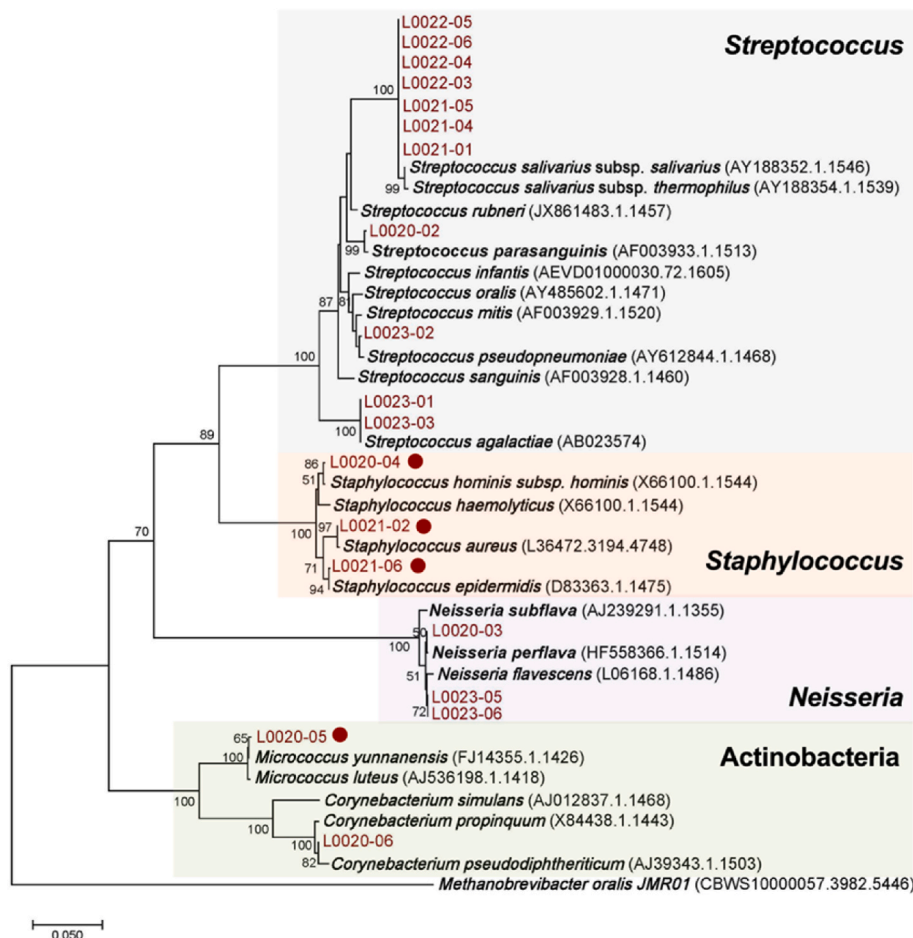 L0022-05
L0022-06
Streptococcus
L0022-04
L0022-03
100
L0021-05
L0021-04
L0021-01
Streptococcus salivarius subsp. salivarius (AY188352.1.1546)
99
Streptococcus salivarius subsp. thermophilus (AY188354.1.1539)
Streptococcus rubneri (JX861483.1.1457)
L0020-02
99
Streptococcus parasanguinis (AF003933.1.1513)
Streptococcus infantis (AEVD01000030.72.1605)
87
81
Streptococcus oralis (AY485602.1.1471)
Streptococcus mitis (AF003929.1.1520)
L0023-02
100
Streptococcus pseudopneumoniae (AY612844.1.1468)
Streptococcus sanguinis (AF003928.1.1460)
L0023-01
L0023-03
89
100
Streptococcus agalactiae (AB023574)
86
L0020-04
51
Staphylococcus hominis subsp. hominis (X66100.1.1544)
Staphylococcus haemolyticus (X66100.1.1544)
100
97
L0021-02
70
Staphylococcus aureus (L36472.3194.4748)
Staphylococcus
71
L0021-06
94
Staphylococcus epidermidis (D83363.1.1475)
Neisseria subflava (AJ239291.1.1355)
50
L0020-03
100
Neisseria perflava (HF558366.1.1514)
51
Neisseria flavescens (L06168.1.1486)
L0023-05
Neisseria
72
L0023-06
65
L0020-05
Actinobacteria
100
Micrococcus yunnanensis (FJ14355.1.1426)
Micrococcus luteus (AJ536198.1.1418)
100
Corynebacterium simulans (AJ012837.1.1468)
100
Corynebacterium propinquum (X84438.1.1443)
100
L0020-06
82
Corynebacterium pseudodiphtheriticum (AJ39343.1.1503)
Methanobrevibacter oralis JMR01 (CBWS10000057.3982.5446)
0.050